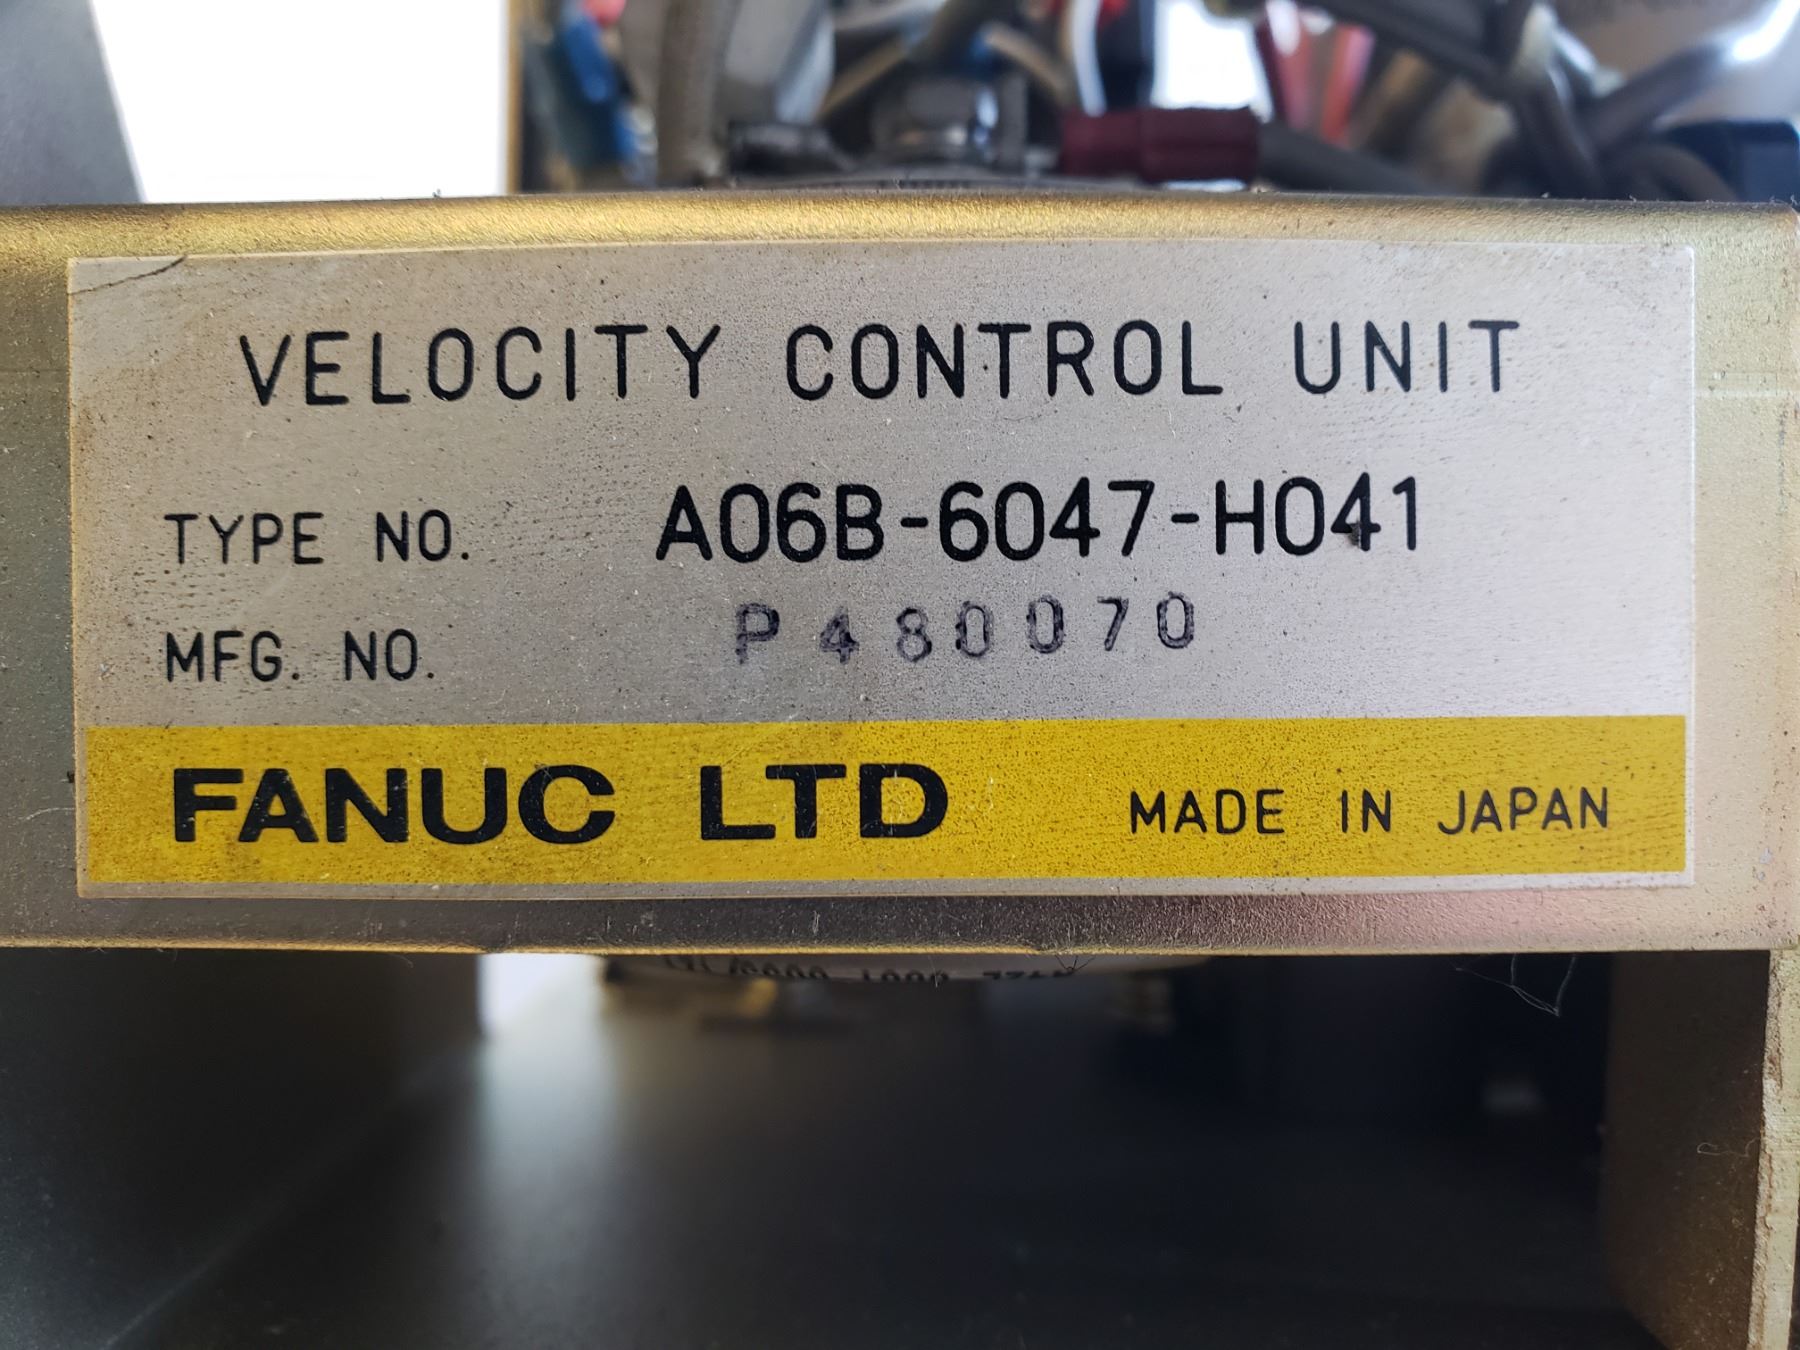 VELOCITY CONTROL UNIT
TYPE NO. A06B-6047-H041
MFG. NO. P480070
FANUC LTD MADE IN JAPAN